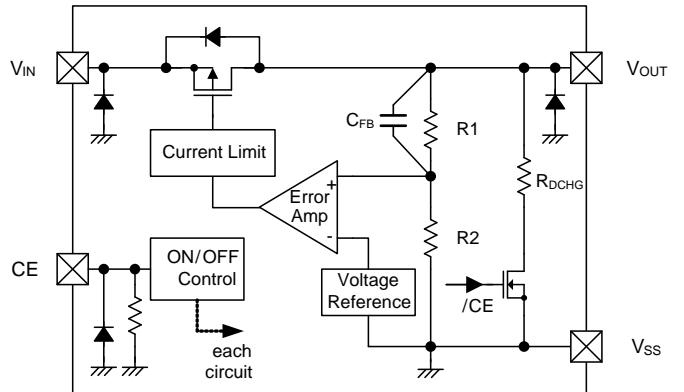 VIN
VOUT
CFB
R1
Current Limit
RDCHG
+
Error
Amp
-
R2
CE
ON/OFF
Control
Voltage
Reference
/CE
each
circuit
VSS